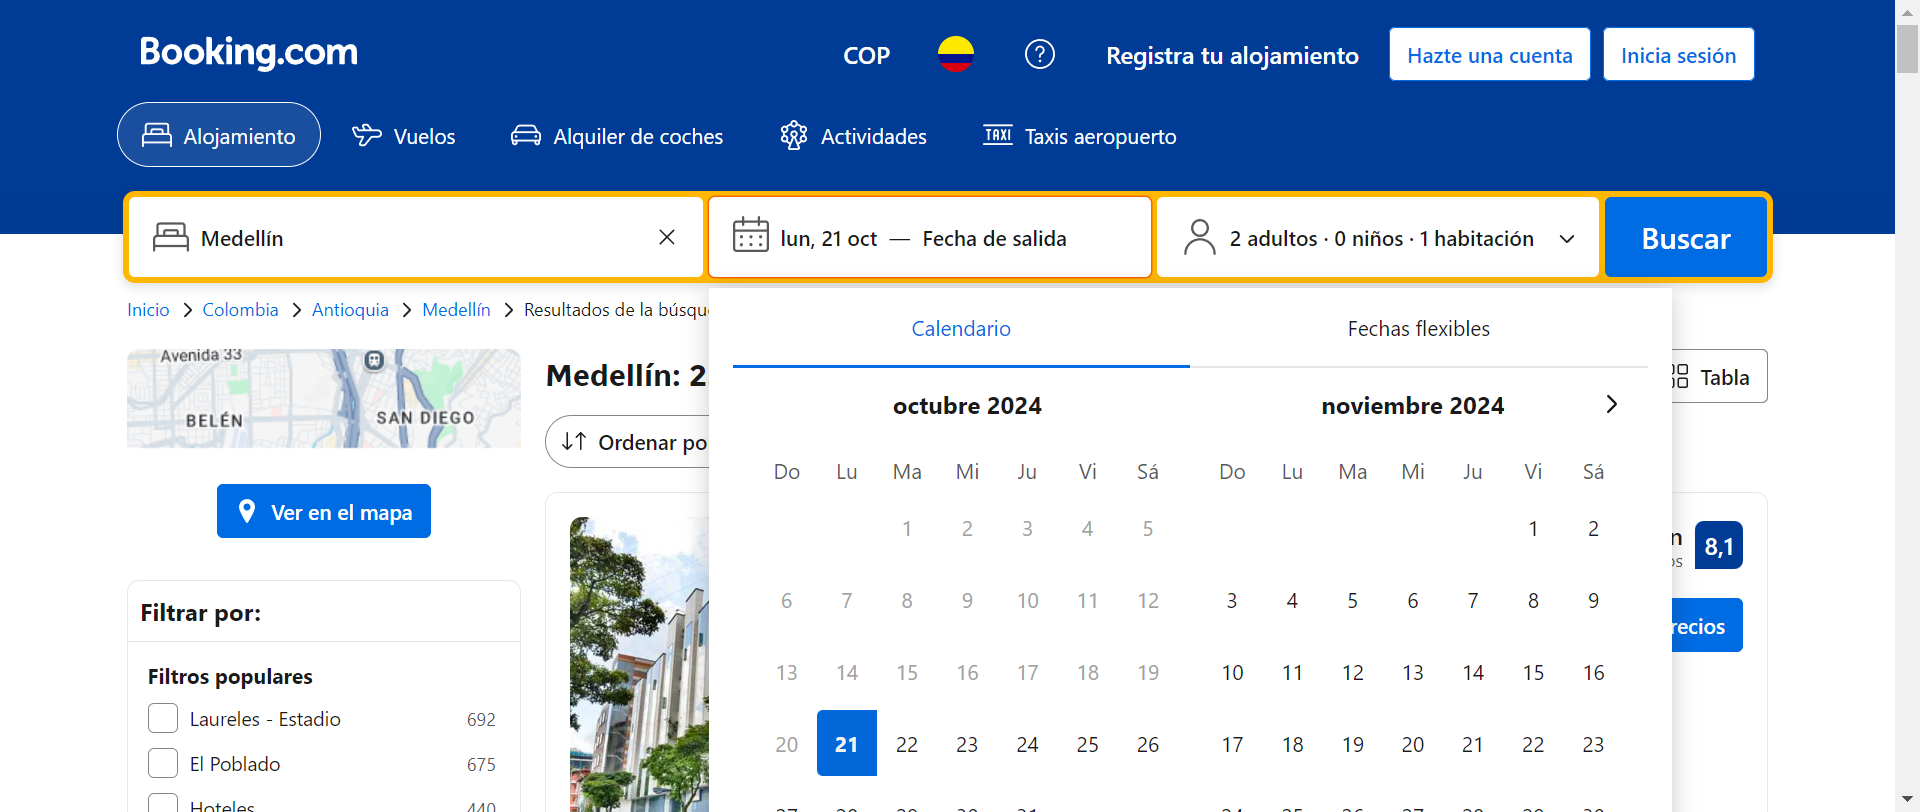 Booking.com
COP
Registra tu alojamiento
Hazte una cuenta
Inicia sesión
Alojamiento
Vuelos
Alquiler de coches
Actividades
TAXI
Taxis aeropuerto
Medellín
lun, 21 oct — Fecha de salida
2 adultos · 0 niños · 1 habitación
Buscar
Inicio
Colombia
Antioquia
Medellín
Resultados de la búsqu
Calendario
Fechas flexibles
Avenida 33
BELÉN
SAN DIEGO
Ver en el mapa
Medellín: 2
Tabla
Ordenar po
octubre 2024
Do Lu Ma Mi Ju Vi Sá
1 2 3 4 5
6 7 8 9 10 11 12
13 14 15 16 17 18 19
20 21 22 23 24 25 26
noviembre 2024
Do Lu Ma Mi Ju Vi Sá
1 2
3 4 5 6 7 8 9
10 11 12 13 14 15 16
17 18 19 20 21 22 23
n
os
8,1
recios
Filtrar por:
Filtros populares
Laureles - Estadio 692
El Poblado 675
Hoteles 440